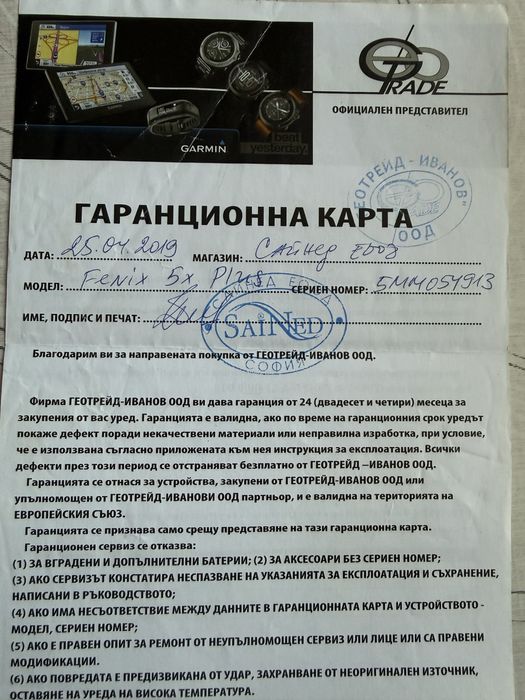 GEO TRADE
ОФИЦИАЛЕН ПРЕДСТАВИТЕЛ
GARMIN
beat
yesterday.
ГЕОТРЕЙД - ИВАНОВ"
ООД
ГАРАНЦИОННА КАРТА
ДАТА: 25.04.2019 МАГАЗИН: Сайнед ЕООД
МОДЕЛ: Fenix 5x Plus СЕРИЕН НОМЕР: 5MM054913
ИМЕ, ПОДПИС И ПЕЧАТ:
САЙНЕД ЕООД
SAINED
СОФИЯ
Благодарим ви за направената покупка от ГЕОТРЕЙД-ИВАНОВ ООД.
Фирма ГЕОТРЕЙД-ИВАНОВ ООД ви дава гаранция от 24 (двадесет и четири) месеца за
закупения от вас уред. Гаранцията е валидна, ако по време на гаранционния срок уредът
покаже дефект поради некачествени материали или неправилна изработка, при условие,
че е използвана съгласно приложената към нея инструкция за експлоатация. Всички
дефекти през този период се отстраняват безплатно от ГЕОТРЕЙД –ИВАНОВ ООД.
Гаранцията се отнася за устройства, закупени от ГЕОТРЕЙД-ИВАНОВ ООД или
упълномощен от ГЕОТРЕЙД-ИВАНОВИ ООД партньор, и е валидна на територията на
ЕВРОПЕЙСКИЯ СЪЮЗ.
Гаранцията се признава само срещу представяне на тази гаранционна карта.
Гаранционен сервиз се отказва:
(1) ЗА ВГРАДЕНИ И ДОПЪЛНИТЕЛНИ БАТЕРИИ; (2) ЗА АКСЕСОАРИ БЕЗ СЕРИЕН НОМЕР;
(3) АКО СЕРВИЗЪТ КОНСТАТИРА НЕСПАЗВАНЕ НА УКАЗАНИЯТА ЗА ЕКСПЛОАТАЦИЯ И СЪХРАНЕНИЕ,
НАПИСАНИ В РЪКОВОДСТВОТО;
(4) АКО ИМА НЕСЪОТВЕТСТВИЕ МЕЖДУ ДАННИТЕ В ГАРАНЦИОННАТА КАРТА И УСТРОЙСТВОТО -
МОДЕЛ, СЕРИЕН НОМЕР;
(5) АКО Е ПРАВЕН ОПИТ ЗА РЕМОНТ ОТ НЕУПЪЛНОМОЩЕН СЕРВИЗ ИЛИ ЛИЦЕ ИЛИ СА ПРАВЕНИ
МОДИФИКАЦИИ.
(6) АКО ПОВРЕДАТА Е ПРЕДИЗВИКАНА ОТ УДАР, ЗАХРАНВАНЕ ОТ НЕОРИГИНАЛЕН ИЗТОЧНИК,
ОСТАВЯНЕ НА УРЕДА НА ВИСОКА ТЕМПЕРАТУРА.